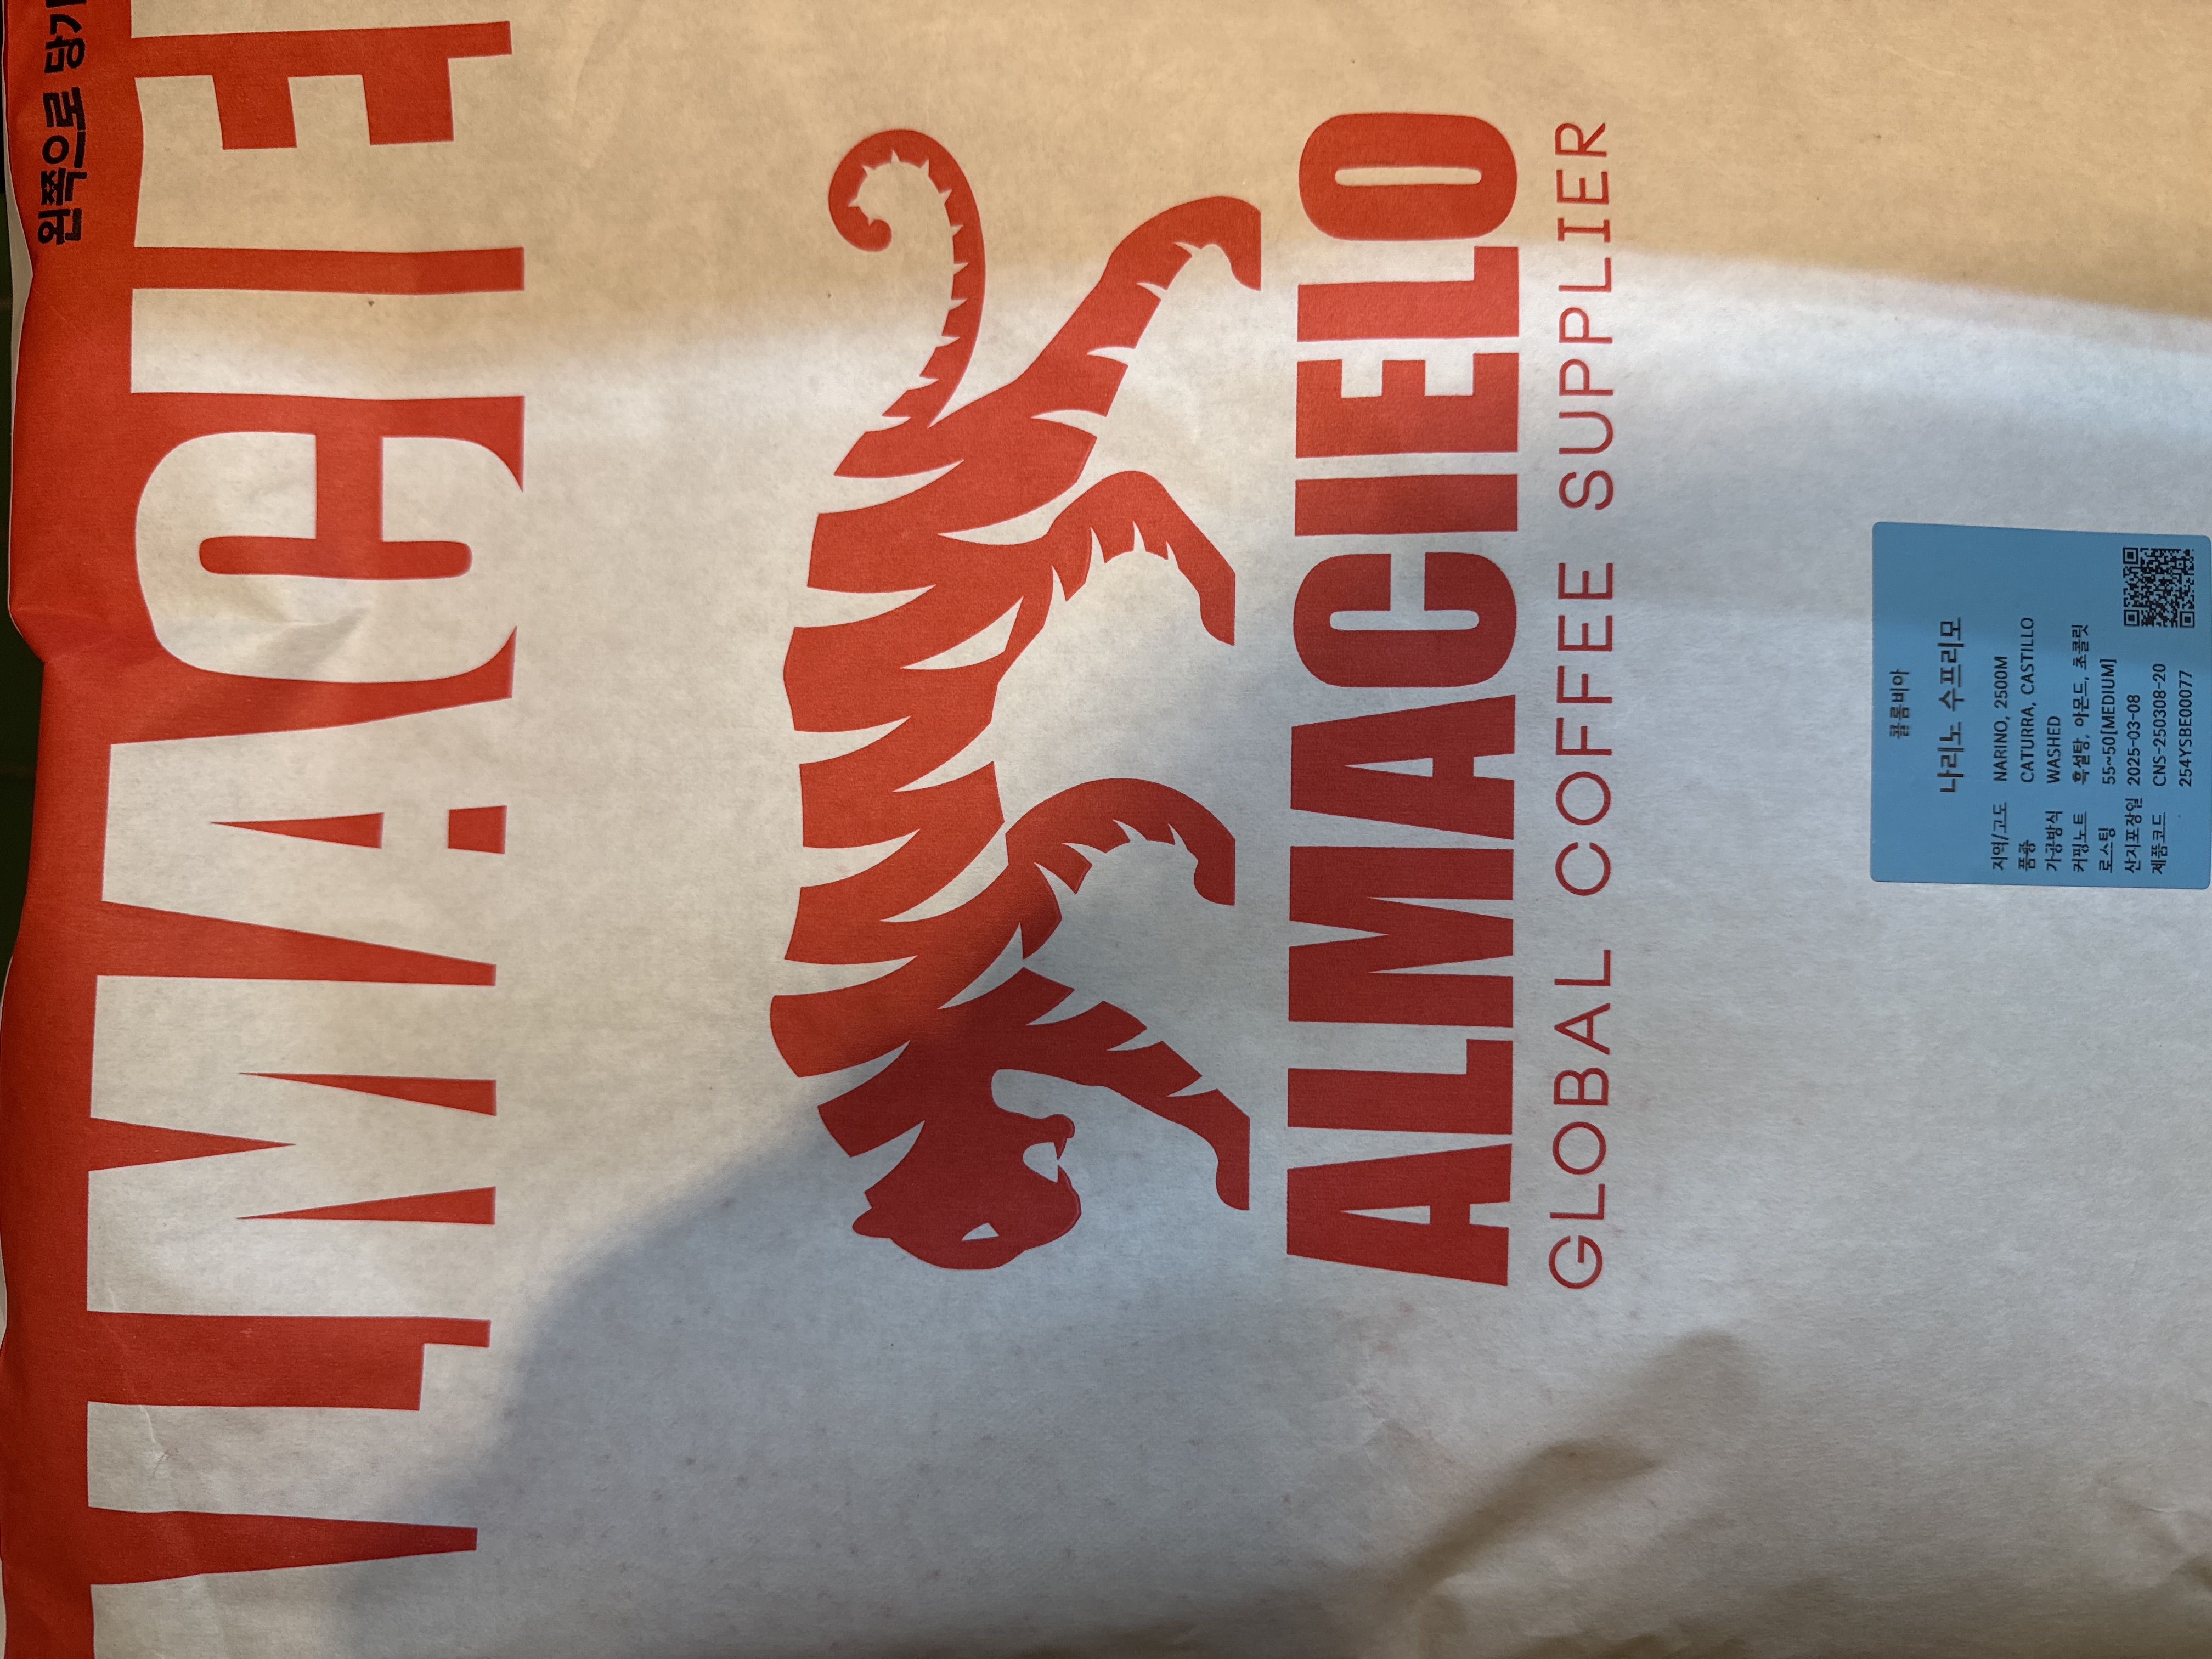 왼쪽으로 당기
ALMACIE
ALMACIELO
GLOBAL COFFEE SUPPLIER
콜롬비아
나리노 수프리모
지역/고도 NARINO, 2500M
품종 CATURRA, CASTILLO
가공방식 WASHED
커핑노트 흑설탕, 아몬드, 초콜릿
로스팅 55~50[MEDIUM]
산지포장일 2025-03-08
제품코드 CNS-250308-20
254YSBE00077